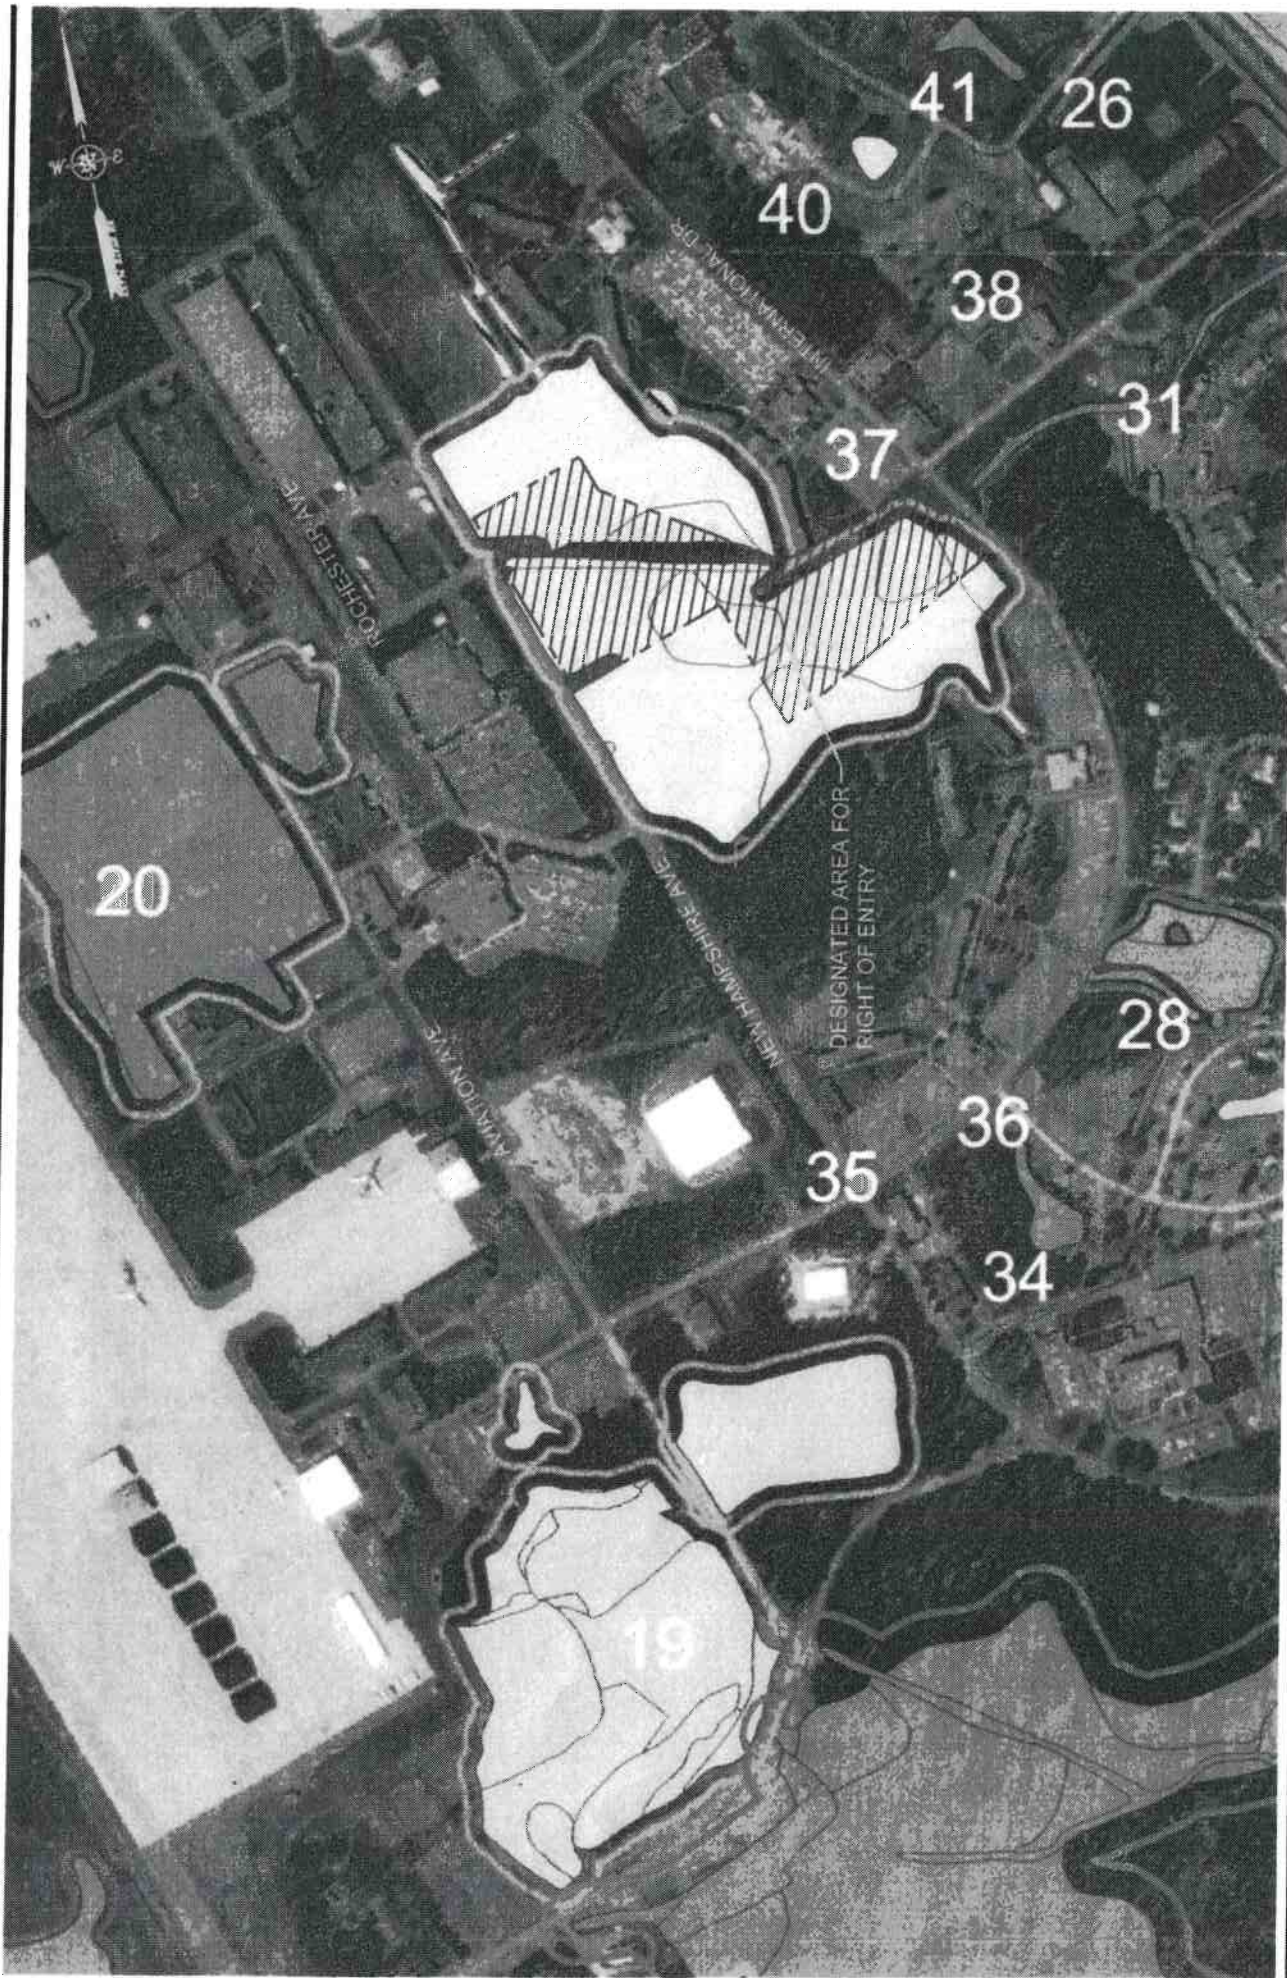 41
26
40
INTERNATIONAL DR
38
31
37
ROCHESTER AVE
20
NEW HAMPSHIRE AVE
DESIGNATED AREA FOR
RIGHT OF ENTRY
28
AVIATION AVE
36
35
34
19
W